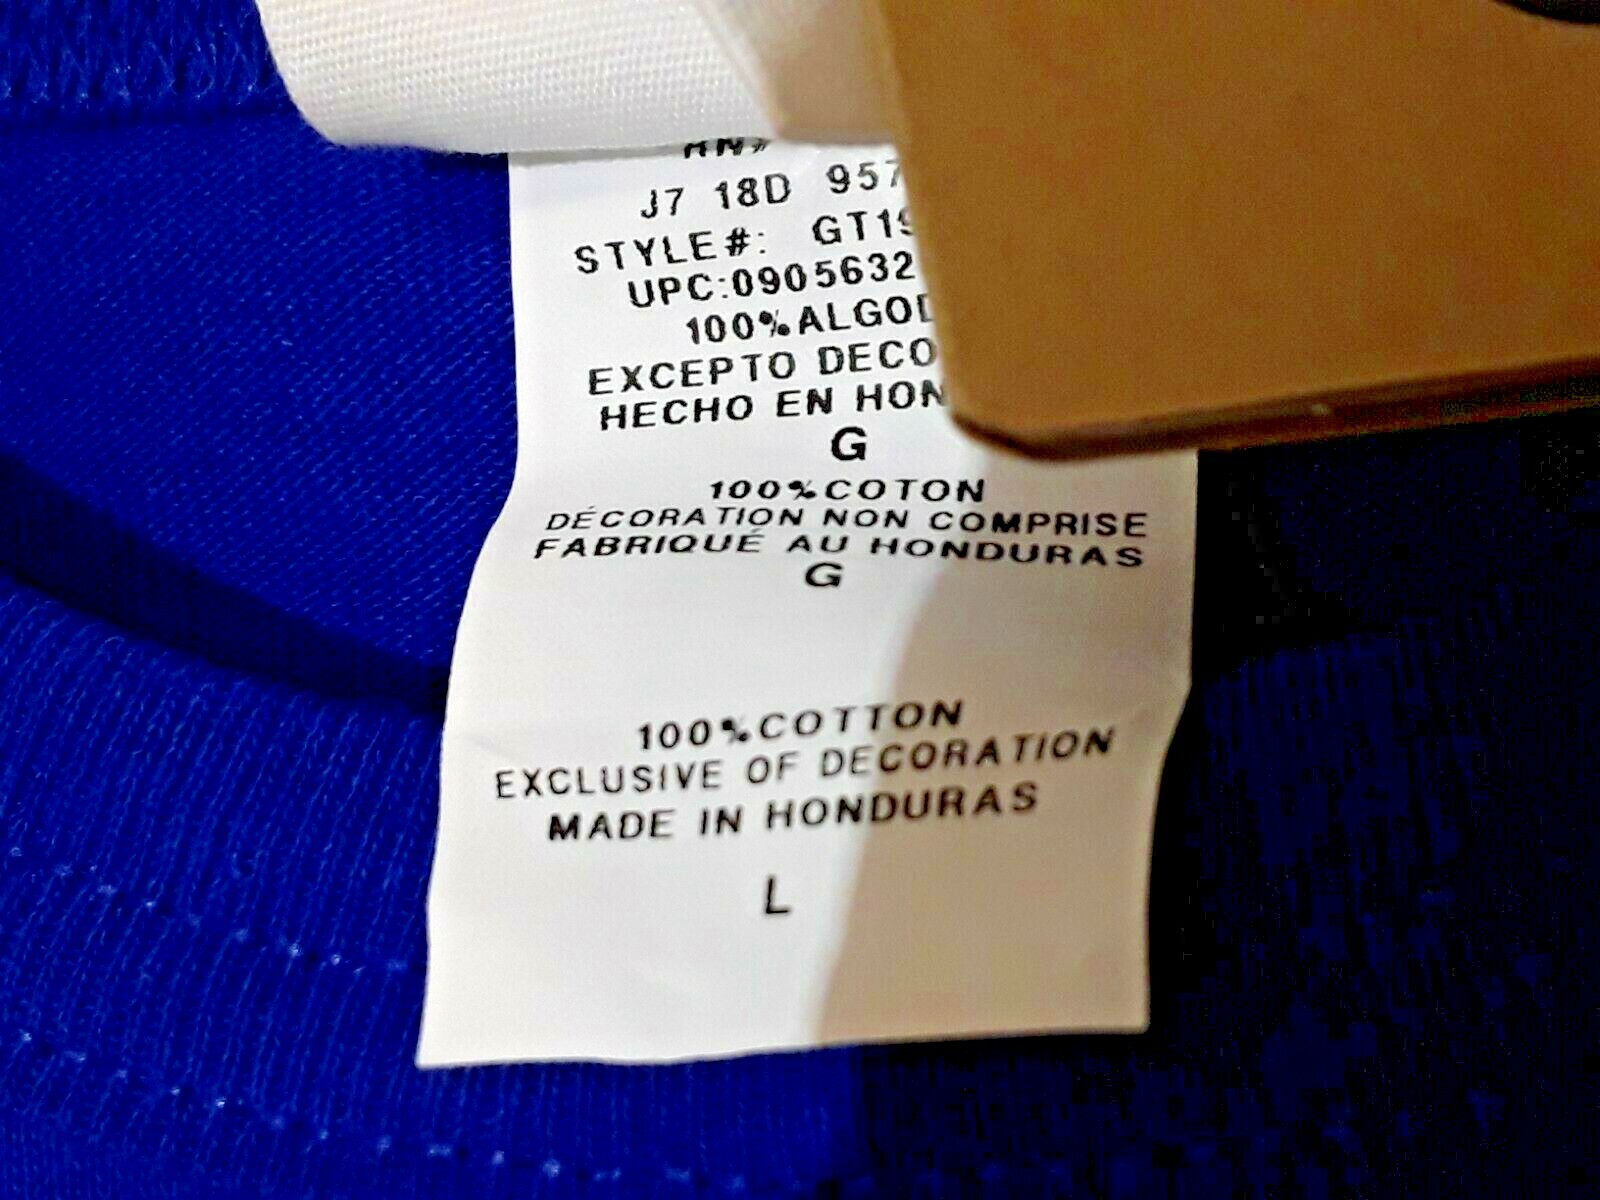 RN#
J7 18D 957
STYLE#: GT19
UPC:0905632
100%ALGOD
EXCEPTO DECO
HECHO EN HON
G
100%COTON
DÉCORATION NON COMPRISE
FABRIQUÉ AU HONDURAS
G
100%COTTON
EXCLUSIVE OF DECORATION
MADE IN HONDURAS
L